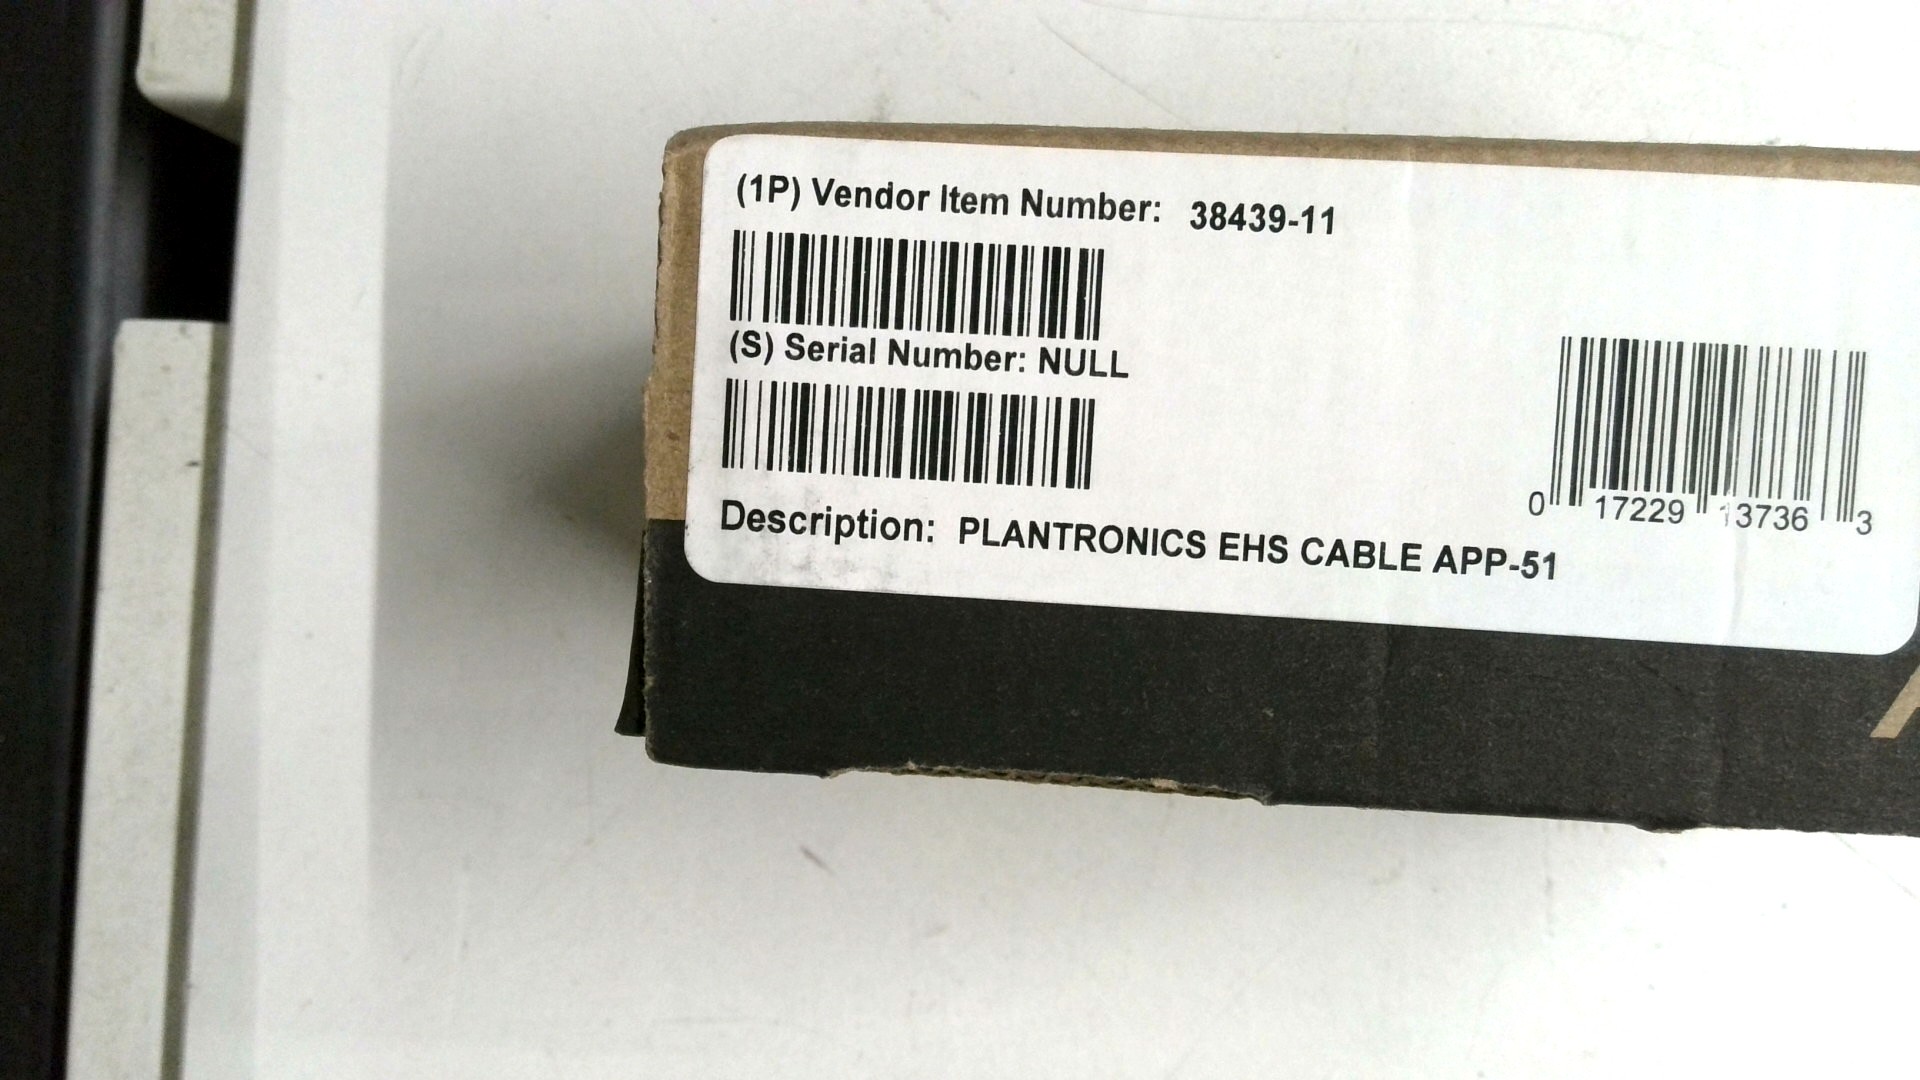 (1P) Vendor Item Number: 38439-11
(S) Serial Number: NULL
0 17229 13736 3
Description: PLANTRONICS EHS CABLE APP-51